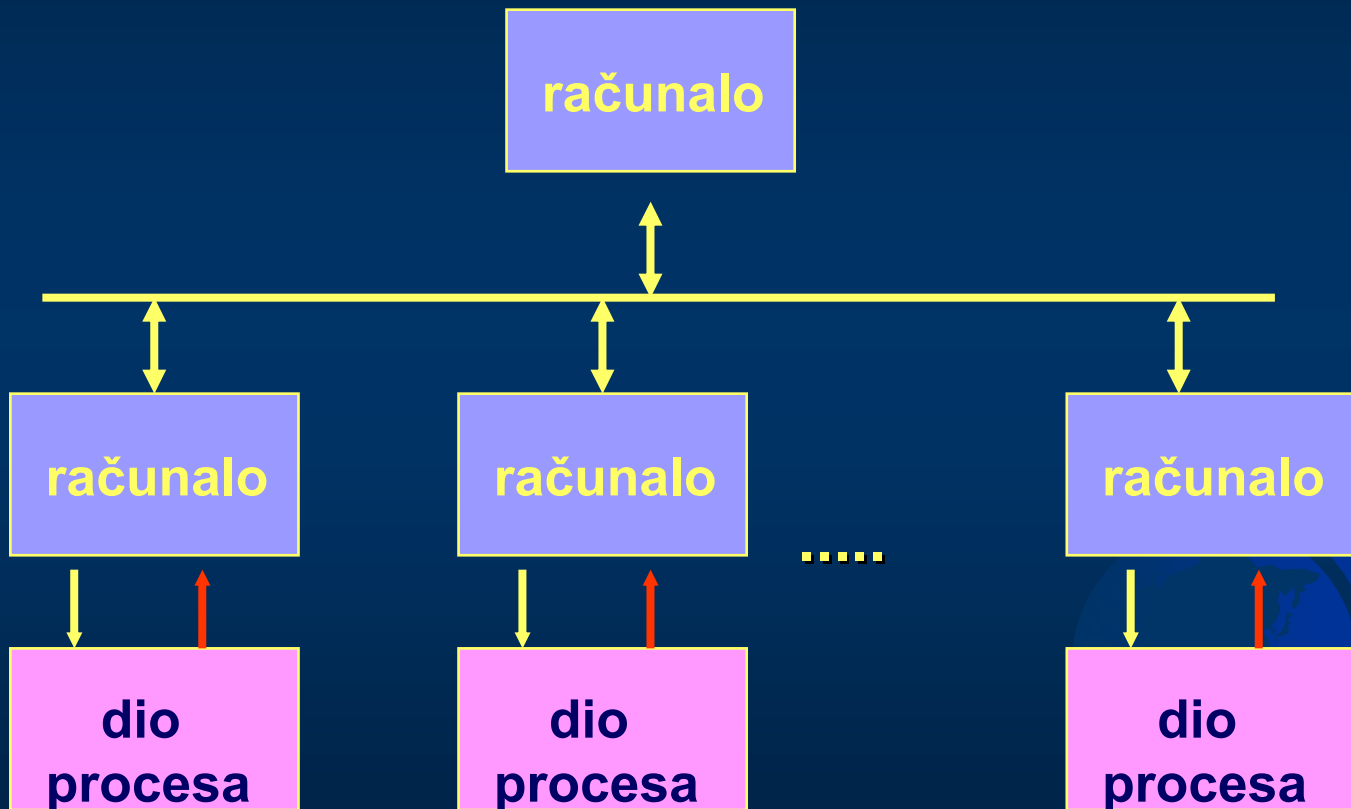 računalo
računalo
računalo
.....
računalo
dio
procesa
dio
procesa
dio
procesa